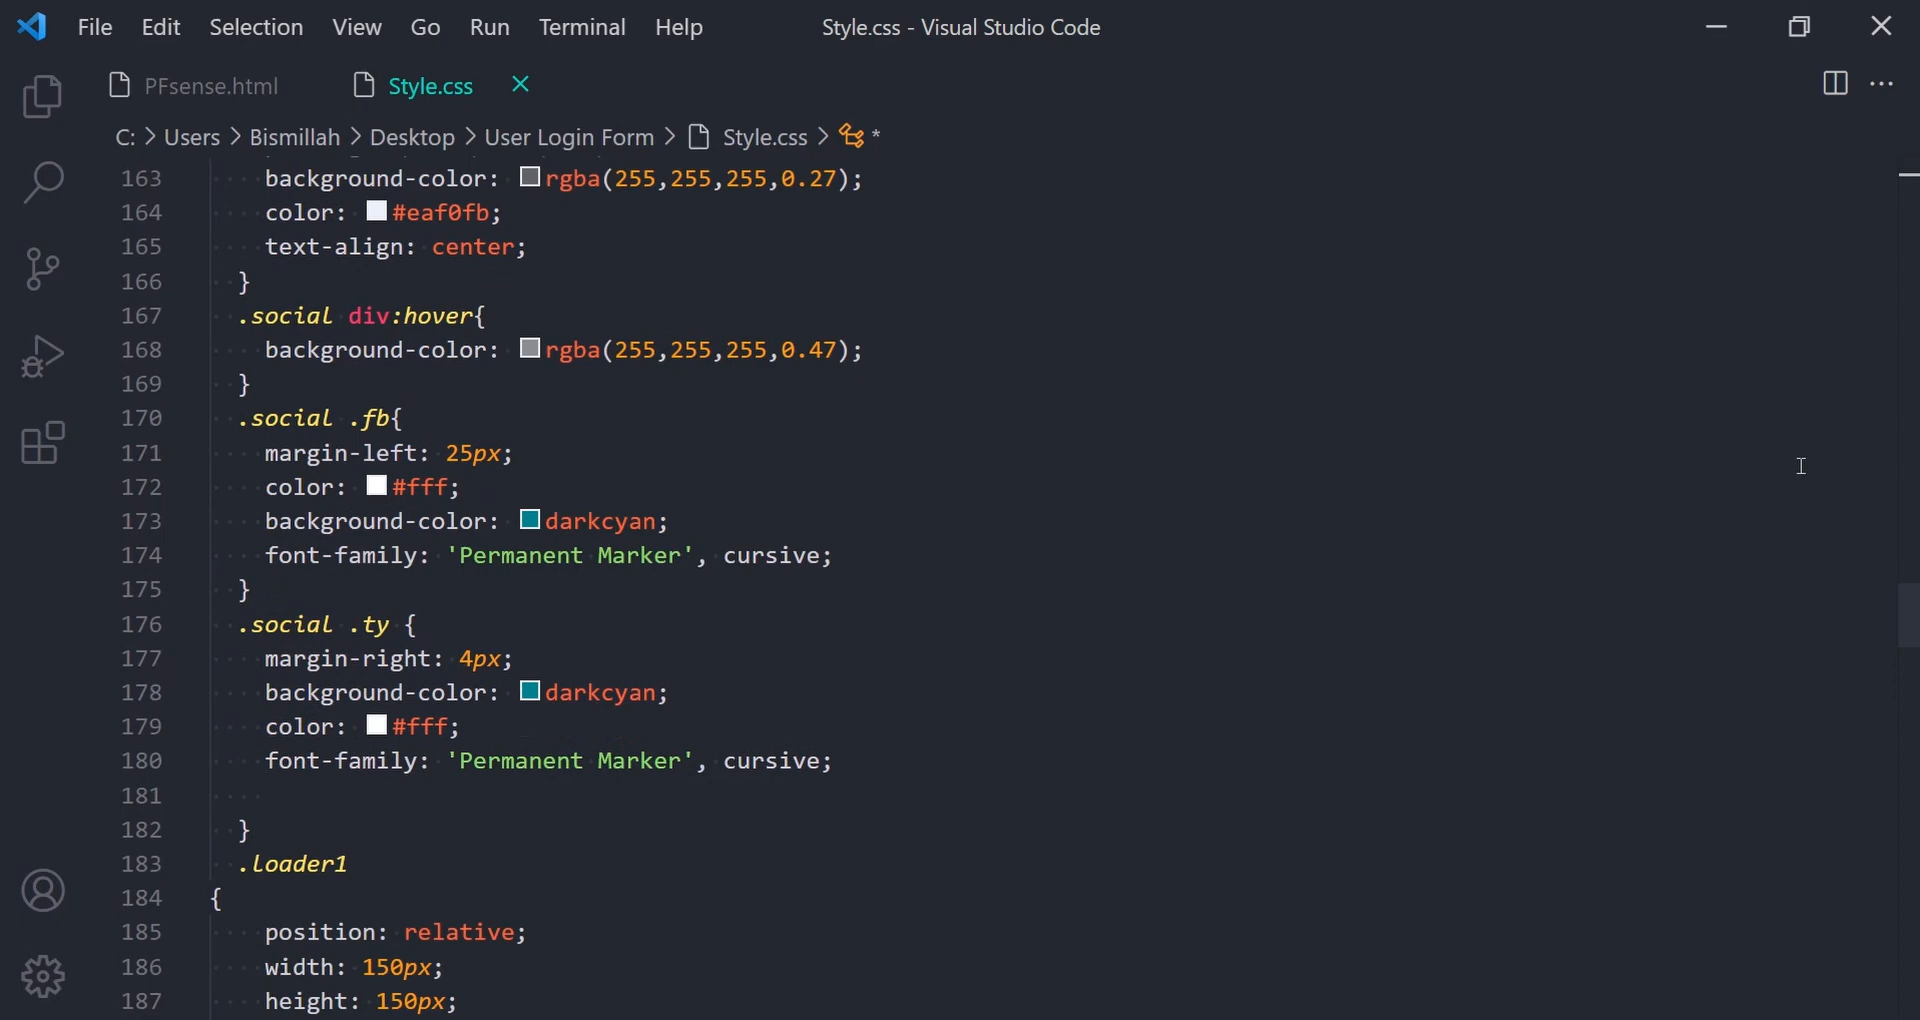 File Edit Selection View Go Run Terminal Help Style.css - Visual Studio Code
PFsense.html Style.css
C: > Users > Bismillah > Desktop > User Login Form > Style.css > *
163 background-color: rgba(255,255,255,0.27);
164 color: #eaf0fb;
165 text-align: center;
166 }
167 .social div:hover{
168 background-color: rgba(255,255,255,0.47);
169 }
170 .social .fb{
171 margin-left: 25px;
172 color: #fff;
173 background-color: darkcyan;
174 font-family: 'Permanent Marker', cursive;
175 }
176 .social .ty {
177 margin-right: 4px;
178 background-color: darkcyan;
179 color: #fff;
180 font-family: 'Permanent Marker', cursive;
181
182 }
183 .loader1
184 {
185 position: relative;
186 width: 150px;
187 height: 150px;